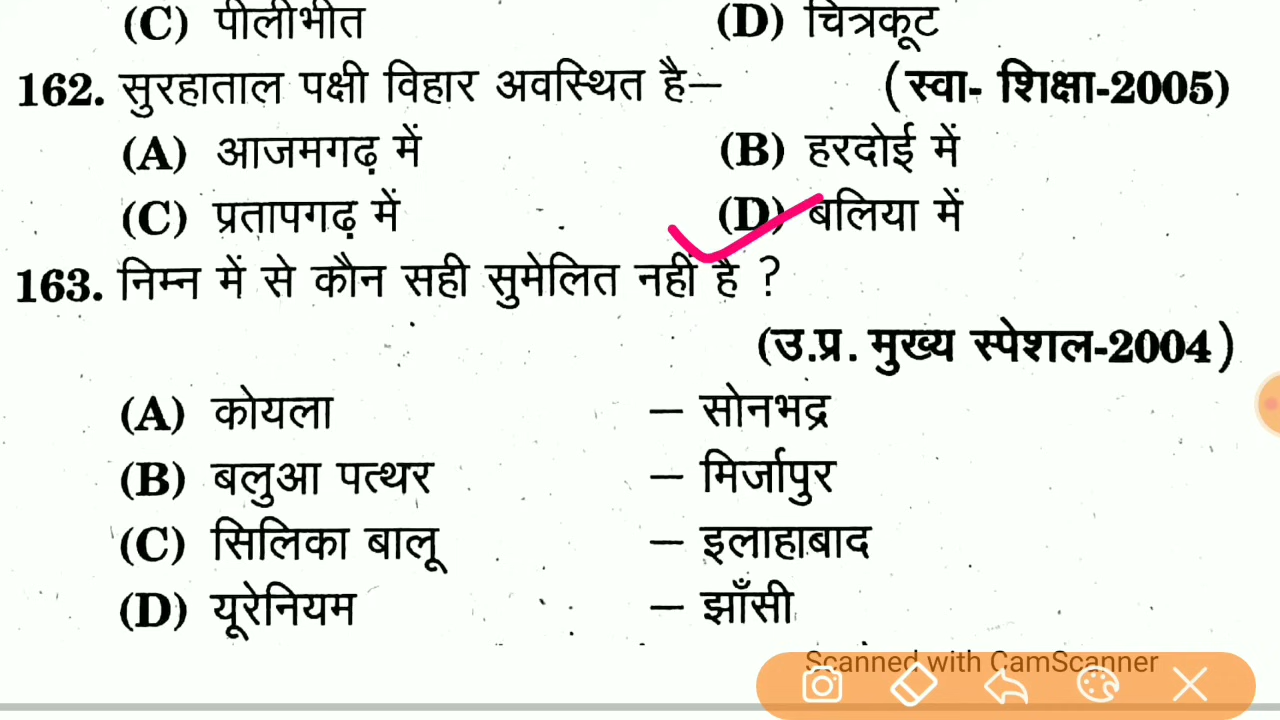 (C) पीलीभीत (D) चित्रकूट
162. सुरहाताल पक्षी विहार अवस्थित है– (स्वा- शिक्षा-2005)
(A) आजमगढ़ में (B) हरदोई में
(C) प्रतापगढ़ में (D) बलिया में
163. निम्न में से कौन सही सुमेलित नहीं है ?
(उ.प्र. मुख्य स्पेशल-2004)
(A) कोयला – सोनभद्र
(B) बलुआ पत्थर – मिर्जापुर
(C) सिलिका बालू – इलाहाबाद
(D) यूरेनियम – झाँसी
Scanned with CamScanner